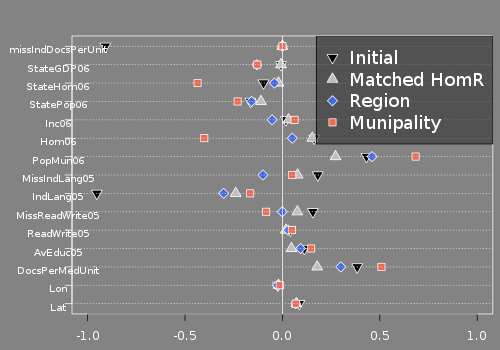 missIndDocsPerUnit
StateGDP06
StateHom06
StatePop06
Inc06
Hom06
PopMun06
MissIndLang05
IndLang05
MissReadWrite05
ReadWrite05
AvEduc05
DocsPerMedUnit
Lon
Lat
Initial
Matched HomR
Region
Munipality
-1.0 -0.5 0.0 0.5 1.0